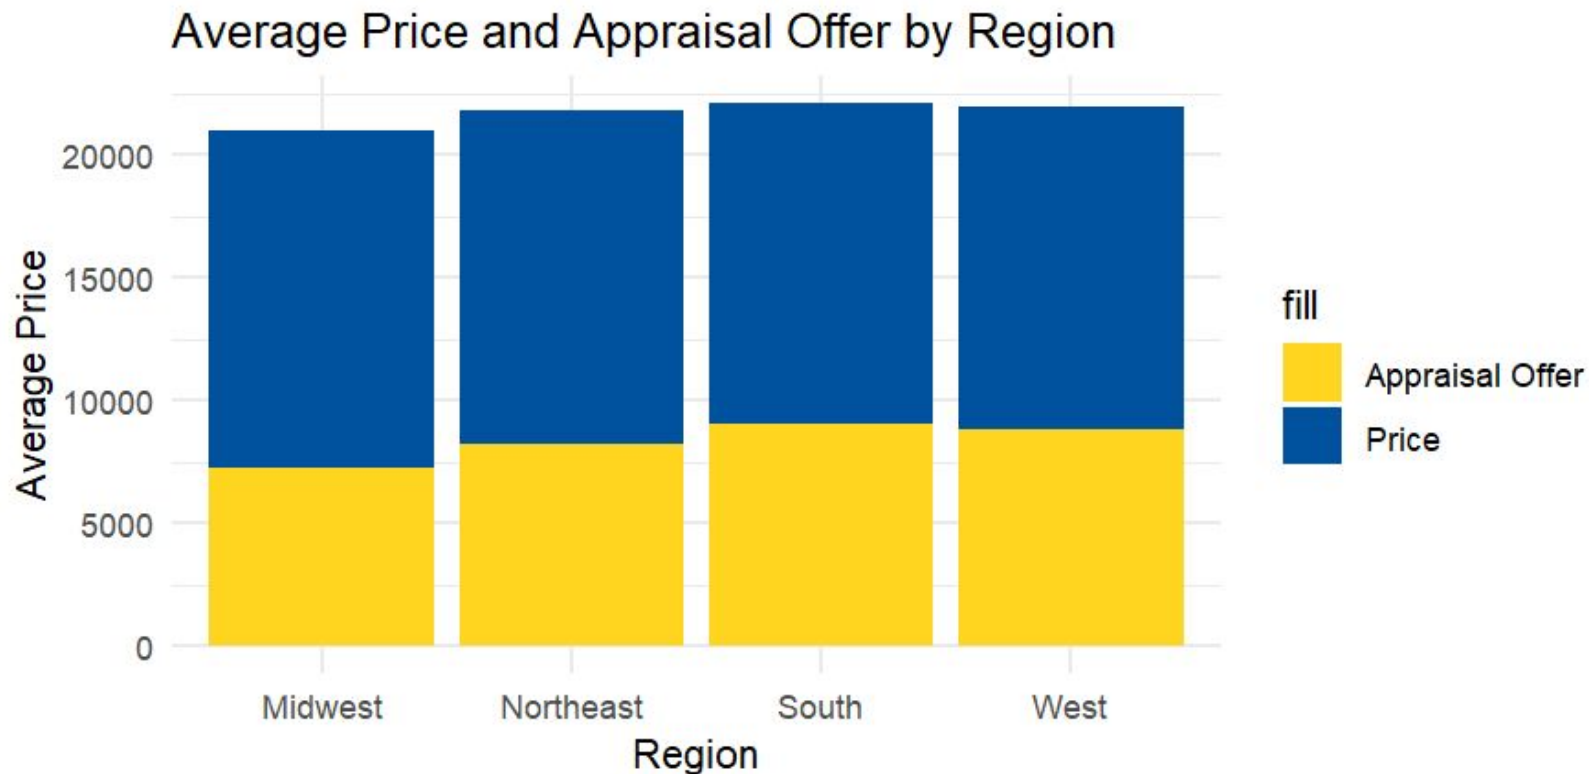 Average Price and Appraisal Offer by Region
Average Price
20000
15000
10000
5000
0
Midwest Northeast South West
Region
fill
Appraisal Offer
Price